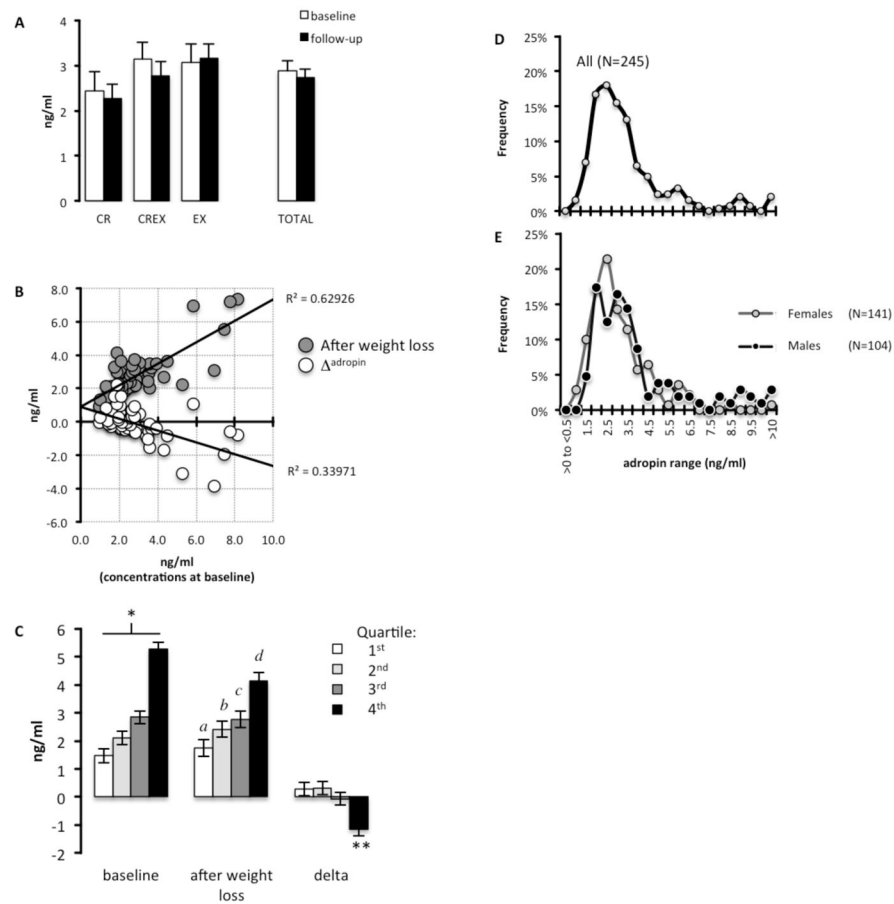 A
baseline
follow-up
4
3
2
1
0
ng/ml
CR CREX EX TOTAL
B
8.0
6.0
4.0
2.0
0.0
-2.0
-4.0
-6.0
ng/ml
R² = 0.62926
After weight loss
Δadropin
R² = 0.33971
0.0 2.0 4.0 6.0 8.0 10.0
ng/ml
(concentrations at baseline)
C
6
5
4
3
2
1
0
-1
-2
ng/ml
*
a b c d
**
Quartile:
1st
2nd
3rd
4th
baseline after weight delta
loss
D
25%
20%
15%
10%
5%
0%
Frequency
All (N=245)
E
25%
20%
15%
10%
5%
0%
Frequency
Females (N=141)
Males (N=104)
>0 to <0.5 1.5 2.5 3.5 4.5 5.5 6.5 7.5 8.5 9.5 >10
adropin range (ng/ml)